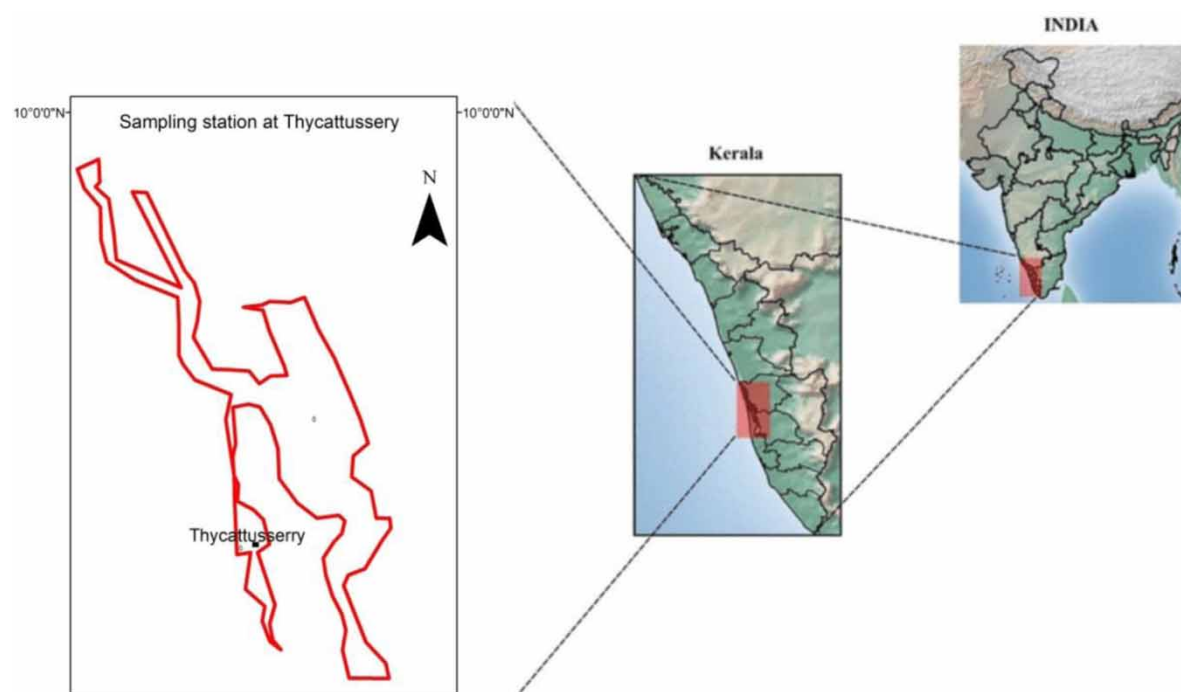 INDIA
10°0'0"N
10°0'0"N
Sampling station at Thycattussery
Kerala
N
Thycattusserry